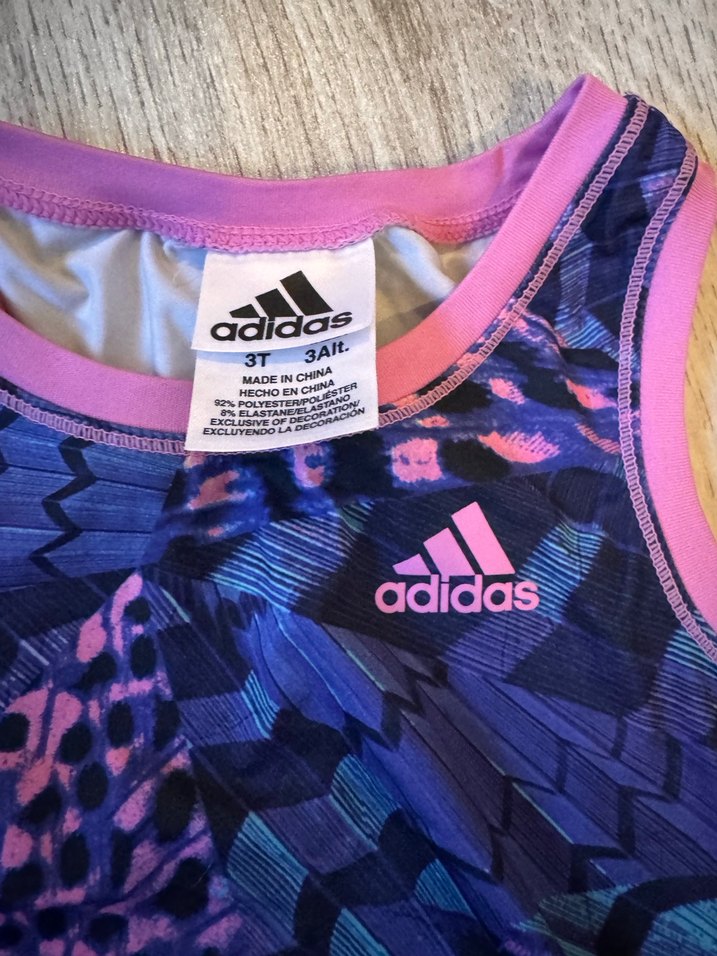 adidas
3T 3Alt.
MADE IN CHINA
HECHO EN CHINA
92% POLYESTER/POLIÉSTER
8% ELASTANE/ELASTANO
EXCLUSIVE OF DECORATION/
EXCLUYENDO LA DECORACIÓN
adidas